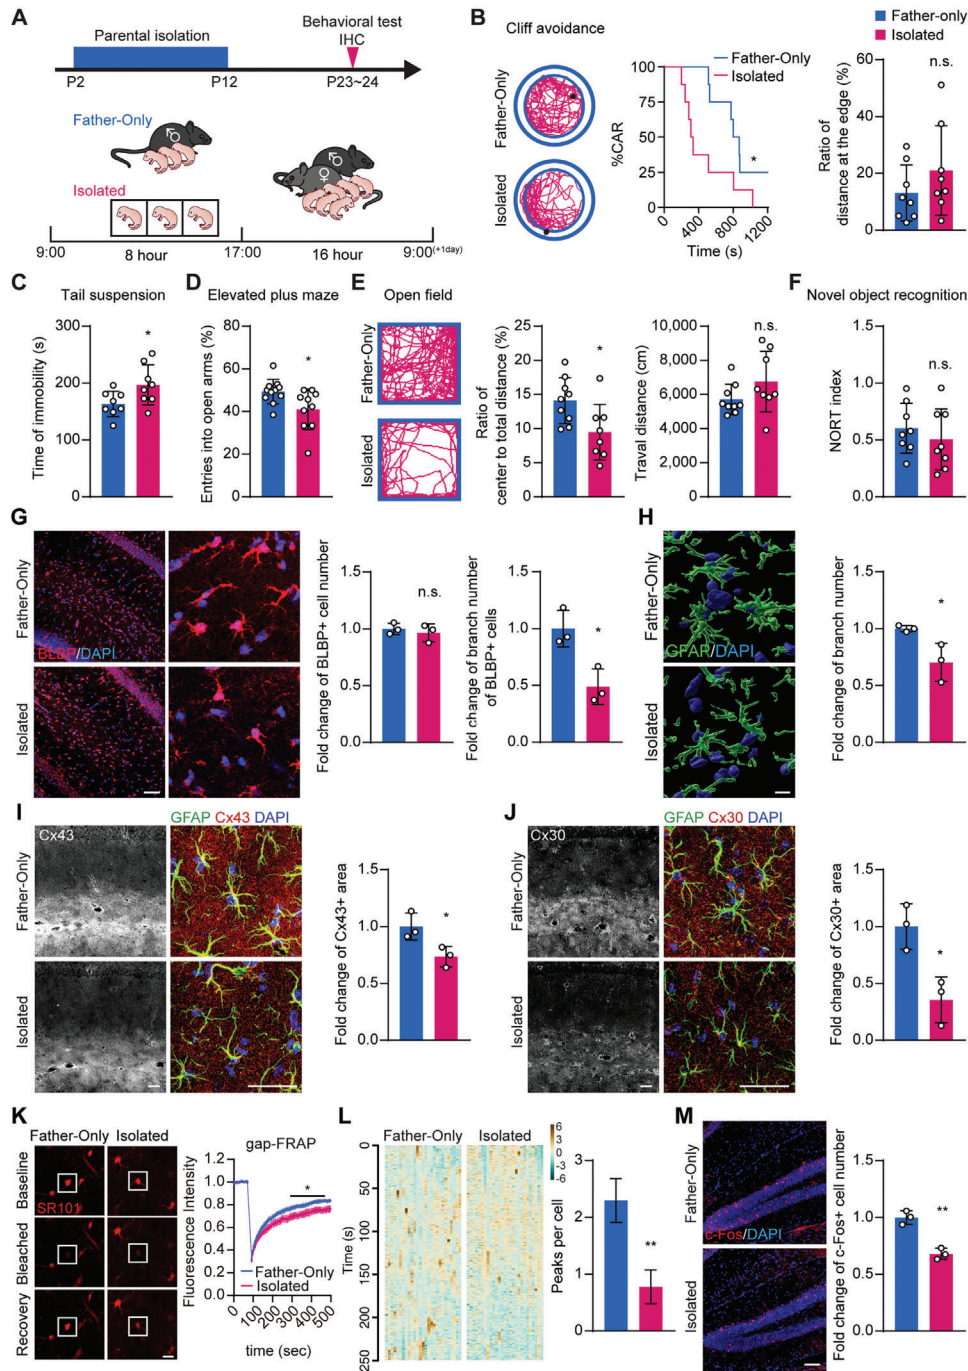 A
Parental isolation
Behavioral test
IHC
P2
P12
P23~24
Father-Only
Isolated
9:00
8 hour
17:00
16 hour
9:00(+1day)
B
Cliff avoidance
Father-only
Isolated
Father-Only
Isolated
Father-Only
Isolated
%CAR
100
75
50
25
0
*
400
800
1200
Time (s)
Ratio of
distance at the edge (%)
60
40
20
0
n.s.
C
Tail suspension
Time of immobility (s)
300
200
100
0
*
D
Elevated plus maze
Entries into open arms (%)
80
60
40
20
0
*
E
Open field
Father-Only
Isolated
Ratio of
center to total distance (%)
25
20
15
10
5
0
*
Traval distance (cm)
10,000
8,000
6,000
4,000
2,000
0
n.s.
F
Novel object recognition
NORT index
1.5
1.0
0.5
0
n.s.
G
Father-Only
Isolated
BLBP/DAPI
Fold change of BLBP+ cell number
1.5
1.0
0.5
0.0
n.s.
Fold change of branch number
of BLBP+ cells
1.5
1.0
0.5
0.0
*
H
Father-Only
Isolated
GFAP/DAPI
Fold change of branch number
1.5
1.0
0.5
0.0
*
I
Father-Only
Isolated
Cx43
GFAP Cx43 DAPI
Fold change of Cx43+ area
1.5
1.0
0.5
0.0
*
J
Father-Only
Isolated
Cx30
GFAP Cx30 DAPI
Fold change of Cx30+ area
1.5
1.0
0.5
0.0
*
K
Father-Only
Isolated
Baseline
Bleached
Recovery
SR101
gap-FRAP
Fluorescence Intensity
1.2
1.0
0.8
0.6
0.4
0.2
0.0
*
Father-Only
Isolated
0
100
300
500
time (sec)
L
Father-Only
Isolated
6
3
0
-3
-6
Time (s)
0
50
100
150
200
250
Peaks per cell
3
2
1
0
**
M
Father-Only
Isolated
c-Fos/DAPI
Fold change of c-Fos+ cell number
1.5
1.0
0.5
0.0
**